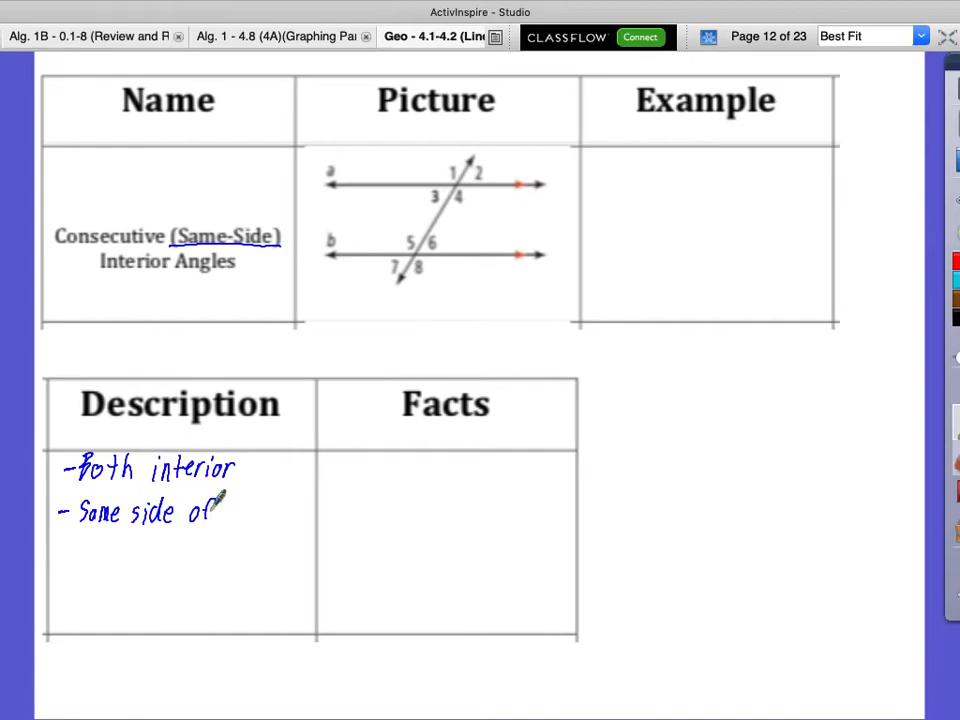 ActivInspire - Studio
Alg. 1B - 0.1-8 (Review and R
Alg. 1 - 4.8 (4A)(Graphing Pa
Geo - 4.1-4.2 (Lin
CLASSFLOW Connect
Page 12 of 23
Best Fit
Name Picture Example
Consecutive (Same-Side)
Interior Angles
a 1 2
3 4
b 5 6
7 8
Description Facts
- Both interior
- Same side of